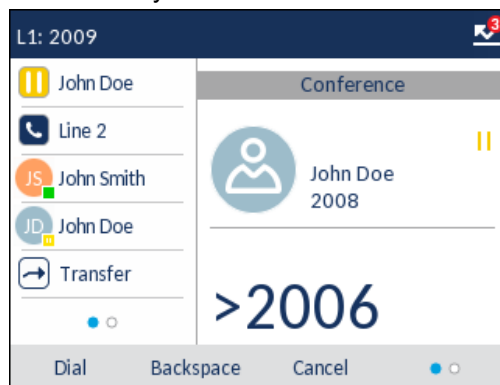 L1: 2009
3
John Doe
Line 2
JS
John Smith
JD
John Doe
Transfer
Conference
John Doe
2008
>2006
Dial
Backspace
Cancel